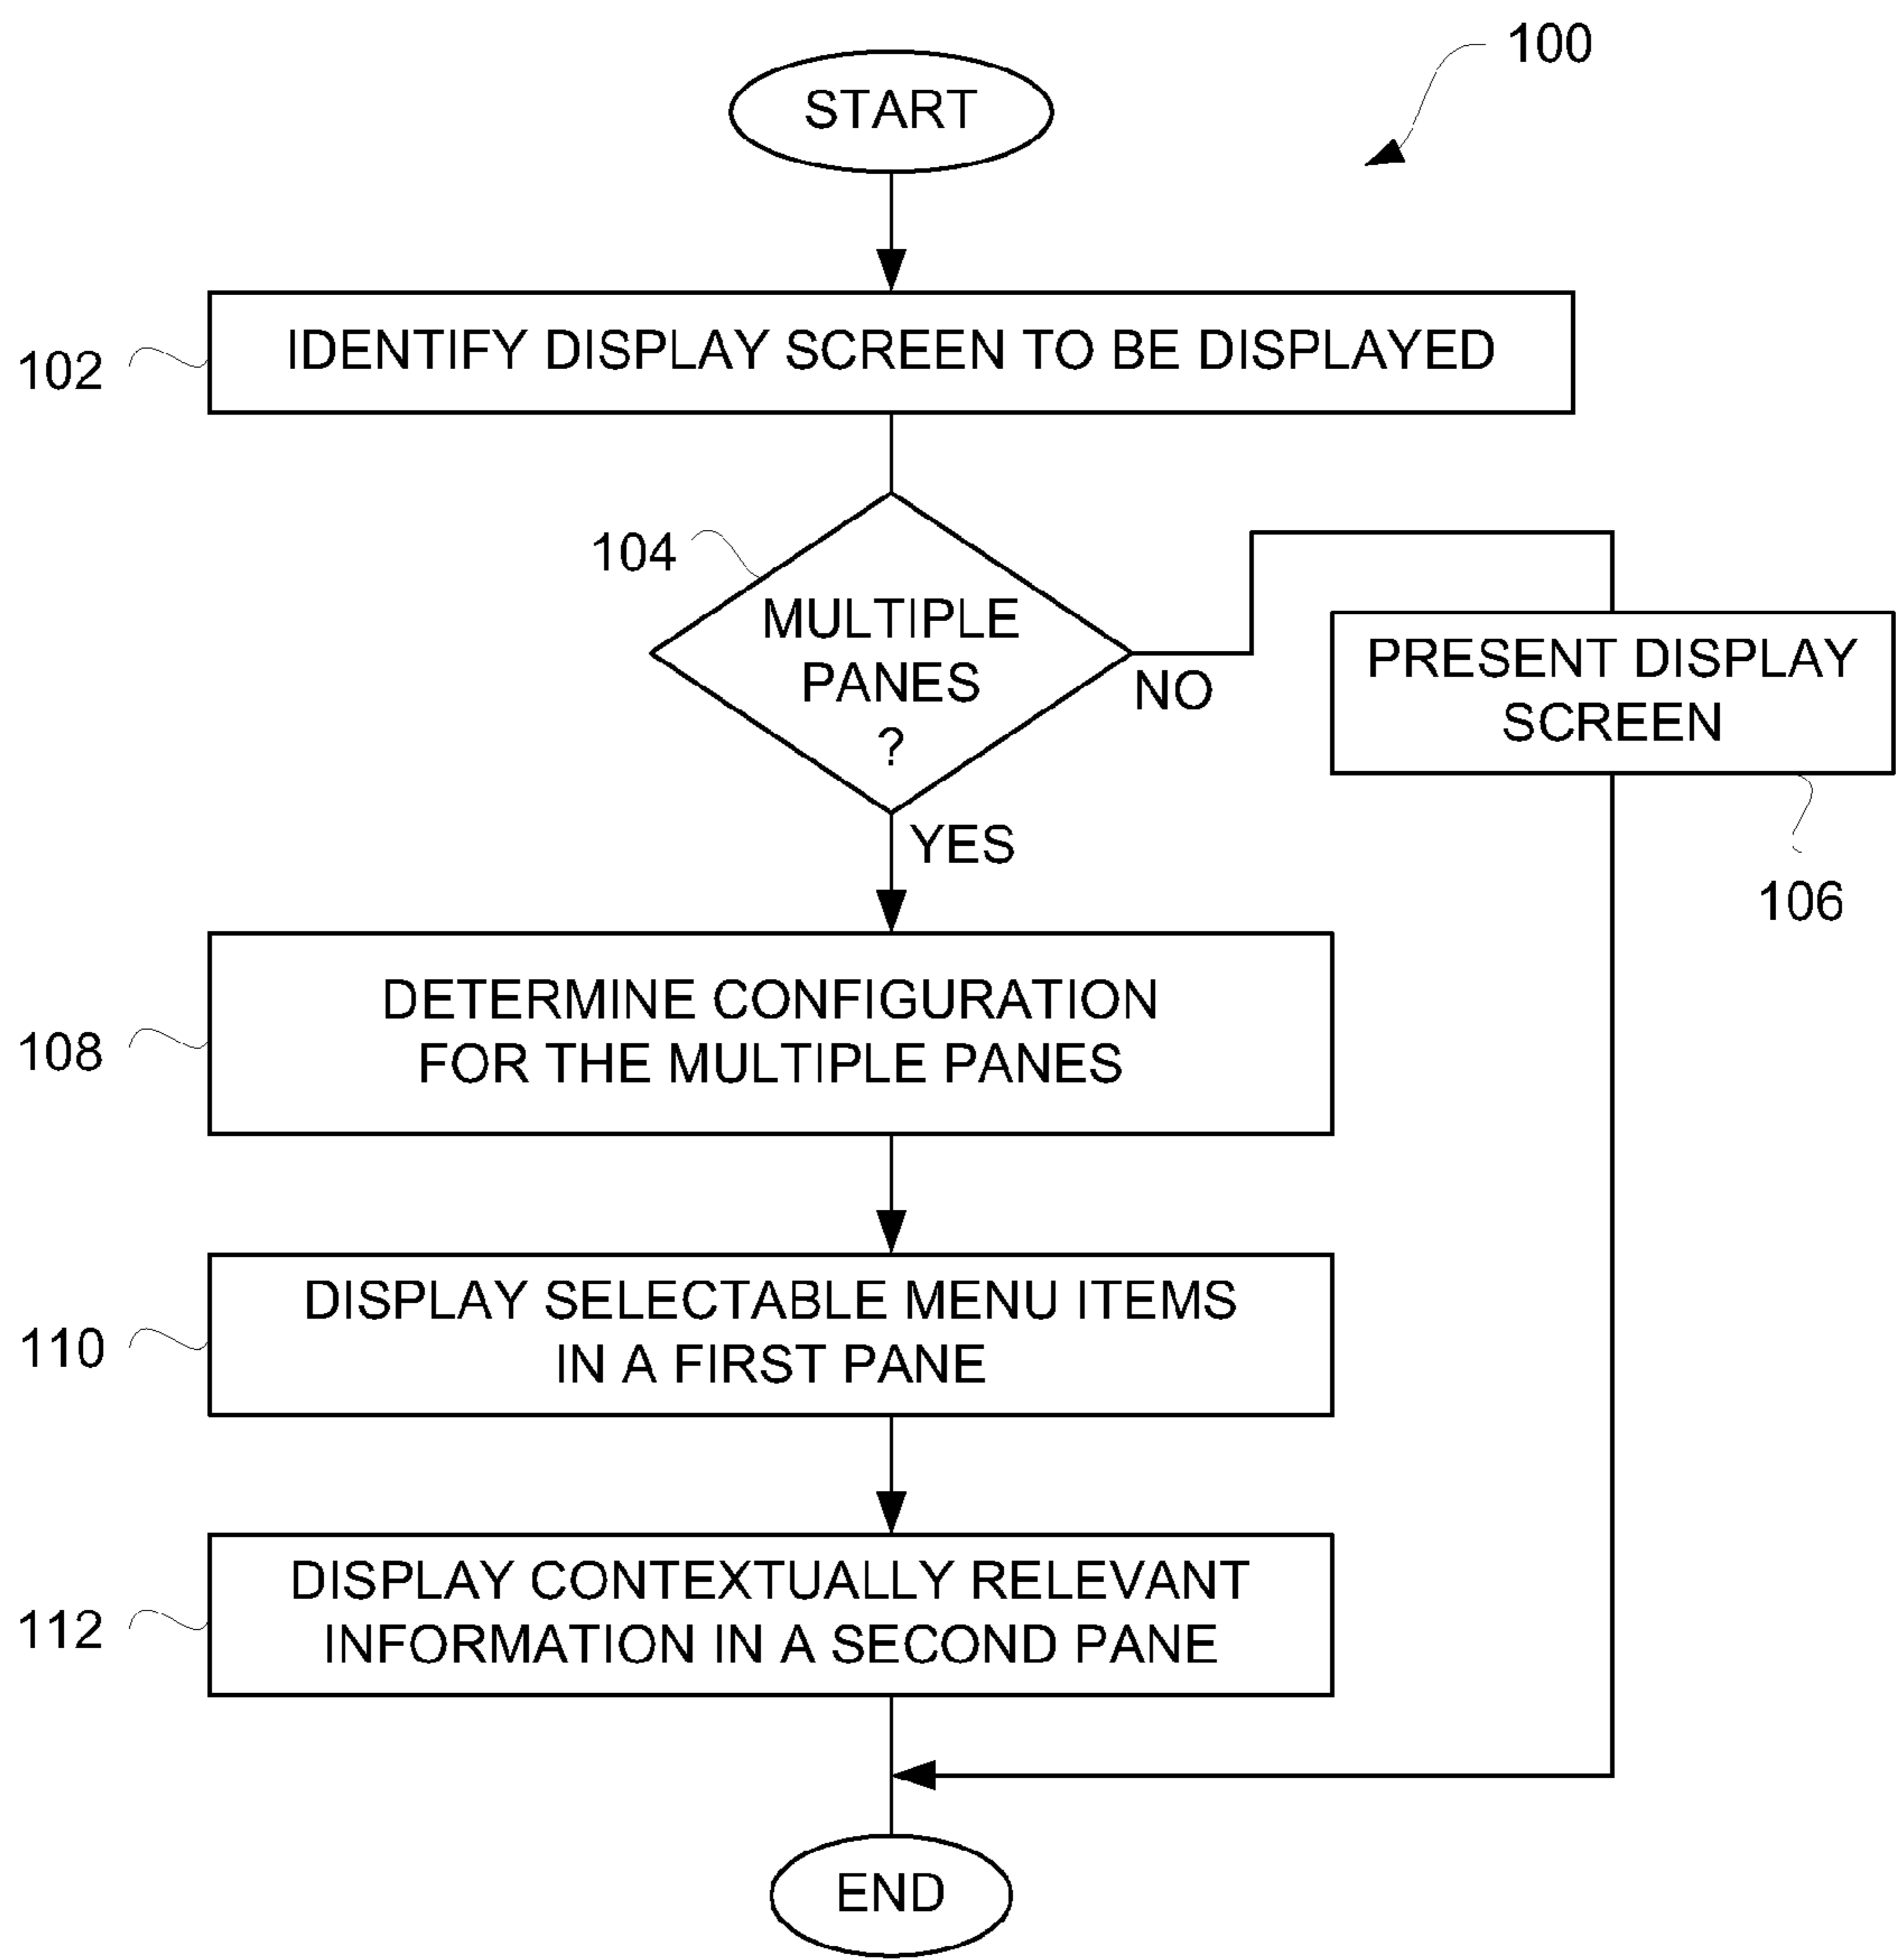 100
START
102
IDENTIFY DISPLAY SCREEN TO BE DISPLAYED
104
MULTIPLE
PANES
?
NO
PRESENT DISPLAY
SCREEN
106
YES
108
DETERMINE CONFIGURATION
FOR THE MULTIPLE PANES
110
DISPLAY SELECTABLE MENU ITEMS
IN A FIRST PANE
112
DISPLAY CONTEXTUALLY RELEVANT
INFORMATION IN A SECOND PANE
END